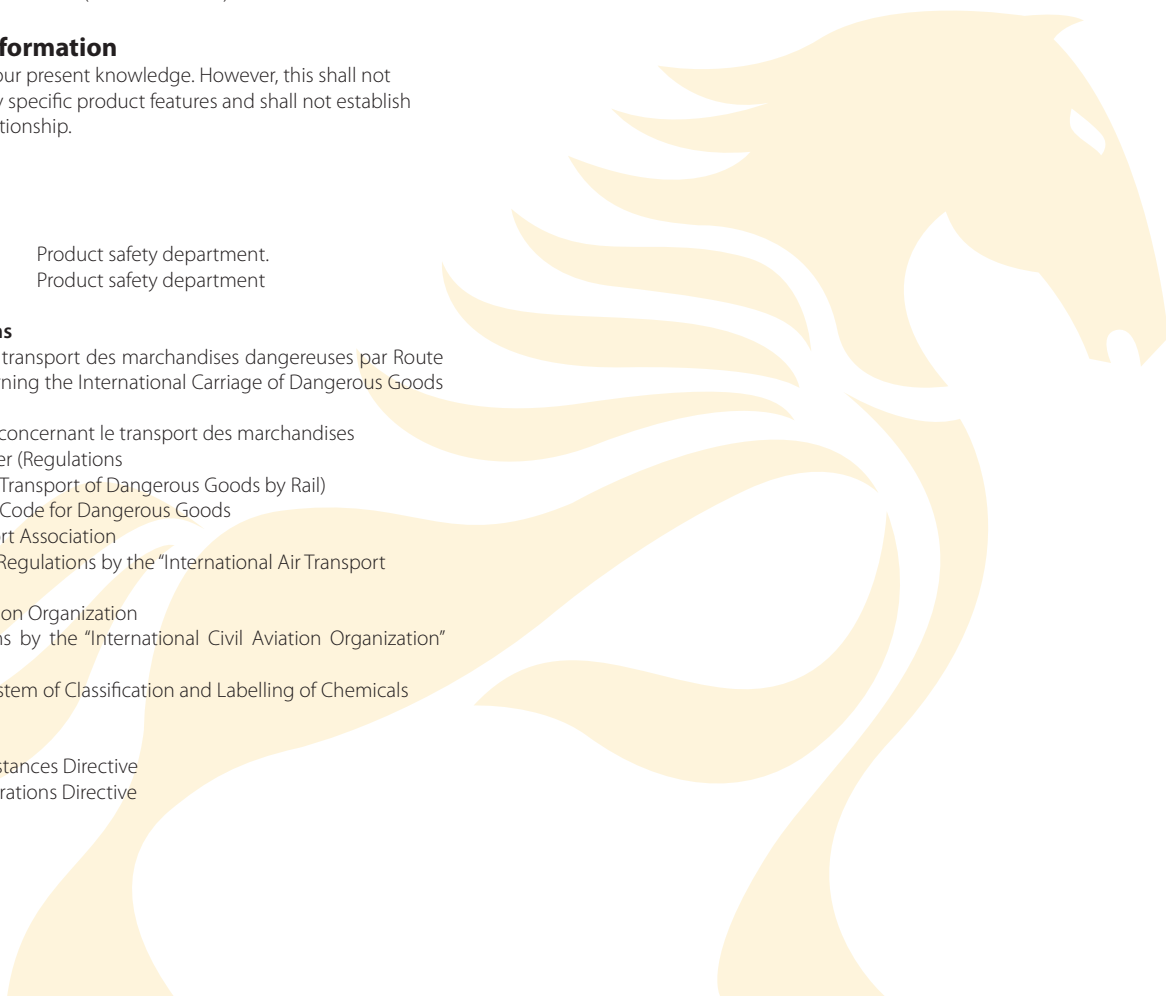 formation
our present knowledge. However, this shall not
specific product features and shall not establish
tionship.
Product safety department.
Product safety department
transport des marchandises dangereuses par Route
rning the International Carriage of Dangerous Goods
concernant le transport des marchandises
er (Regulations
Transport of Dangerous Goods by Rail)
Code for Dangerous Goods
rt Association
Regulations by the “International Air Transport
on Organization
ns by the “International Civil Aviation Organization”
stem of Classification and Labelling of Chemicals
stances Directive
rations Directive